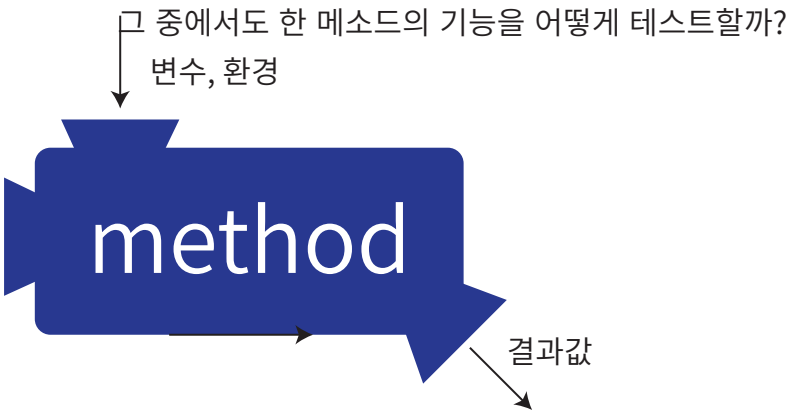 그 중에서도 한 메소드의 기능을 어떻게 테스트할까?
변수, 환경
method
결과값